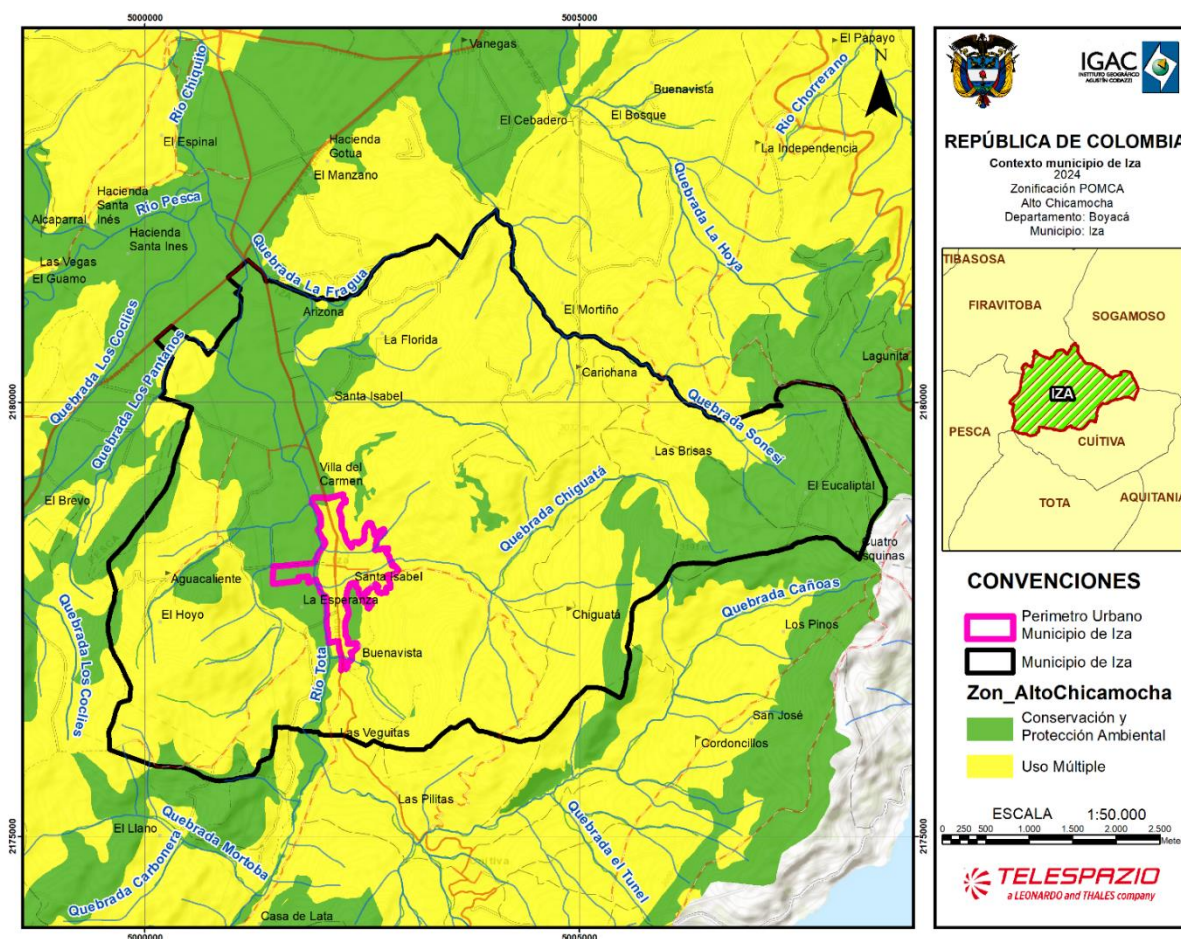 5000000
5005000
Vanegas
El Papayo
N
Río Chiquito
Buenavista
El Bosque
Río Chorrerano
El Cebadero
El Espinal
Hacienda
Gotua
La Independencia
El Manzano
Quebrada La Hoya
Hacienda
Santa
Inés
Río Pesca
Alcaparral
Hacienda
Santa Ines
Las Vegas
El Guamo
Quebrada La Fragua
Arizona
El Mortiño
Quebrada Los Coclies
Quebrada Los Pantanos
La Florida
Lagunita
Carichana
2180000
2180000
Santa Isabel
Quebrada Sonesi
Las Brisas
Villa del
Carmen
Quebrada Chiguatá
El Eucaliptal
El Brevo
Cuatro
Esquinas
Aguacaliente
Santa Isabel
La Esperanza
Quebrada Cañoas
El Hoyo
Chiguatá
Los Pinos
Quebrada Los Coclies
Buenavista
Río Tota
San José
Las Veguitas
Cordoncillos
Las Pilitas
El Llano
2175000
2175000
Quebrada Mortoba
Quebrada Carbonera
Quebrada el Tunel
Casa de Lata
5000000
5005000
IGAC
INSTITUTO GEOGRÁFICO
AGUSTÍN CODAZZI
REPÚBLICA DE COLOMBIA
Contexto municipio de Iza
2024
Zonificación POMCA
Alto Chicamocha
Departamento: Boyacá
Municipio: Iza
TIBASOSA
FIRAVITOBA
SOGAMOSO
IZA
PESCA
CUÍTIVA
TOTA
AQUITANIA
CONVENCIONES
Perimetro Urbano
Municipio de Iza
Municipio de Iza
Zon_AltoChicamocha
Conservación y
Protección Ambiental
Uso Múltiple
ESCALA 1:50.000
0 250 500 1.000 1.500 2.000 2.500
Mete
TELESPAZIO
a LEONARDO and THALES company